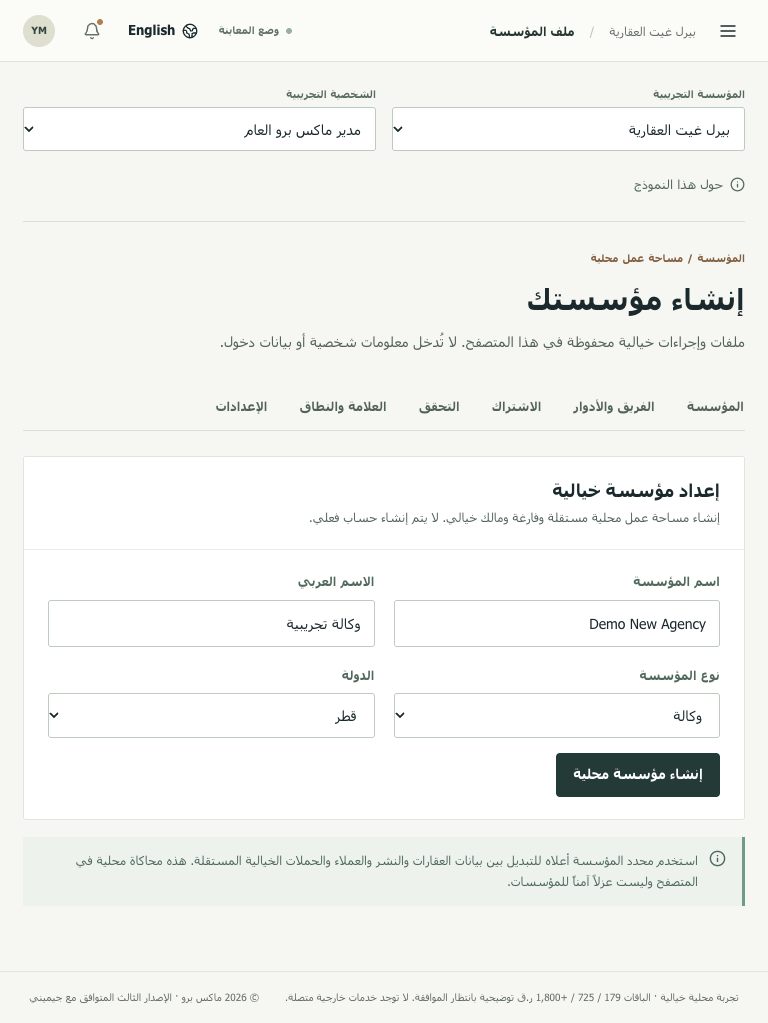 بيرل غيت العقارية / ملف المؤسسة
وضع المعاينة
English
YM
المؤسسة التجريبية
بيرل غيت العقارية
الشخصية التجريبية
مدير ماكس برو العام
حول هذا النموذج
المؤسسة / مساحة عمل محلية
إنشاء مؤسستك
ملفات وإجراءات خيالية محفوظة في هذا المتصفح. لا تُدخل معلومات شخصية أو بيانات دخول.
المؤسسة الفريق والأدوار الاشتراك التحقق العلامة والنطاق الإعدادات
إعداد مؤسسة خيالية
إنشاء مساحة عمل محلية مستقلة وفارغة ومالك خيالي. لا يتم إنشاء حساب فعلي.
اسم المؤسسة
Demo New Agency
الاسم العربي
وكالة تجريبية
نوع المؤسسة
وكالة
الدولة
قطر
إنشاء مؤسسة محلية
استخدم محدد المؤسسة أعلاه للتبديل بين بيانات العقارات والنشر والعملاء والحملات الخيالية المستقلة. هذه محاكاة محلية في
المتصفح وليست عزلاً آمناً للمؤسسات.
تجربة محلية خيالية · الباقات 179 / 725 / +1,800 ر.ق توضيحية بانتظار الموافقة. لا توجد خدمات خارجية متصلة.
© 2026 ماكس برو · الإصدار الثالث المتوافق مع جيميني